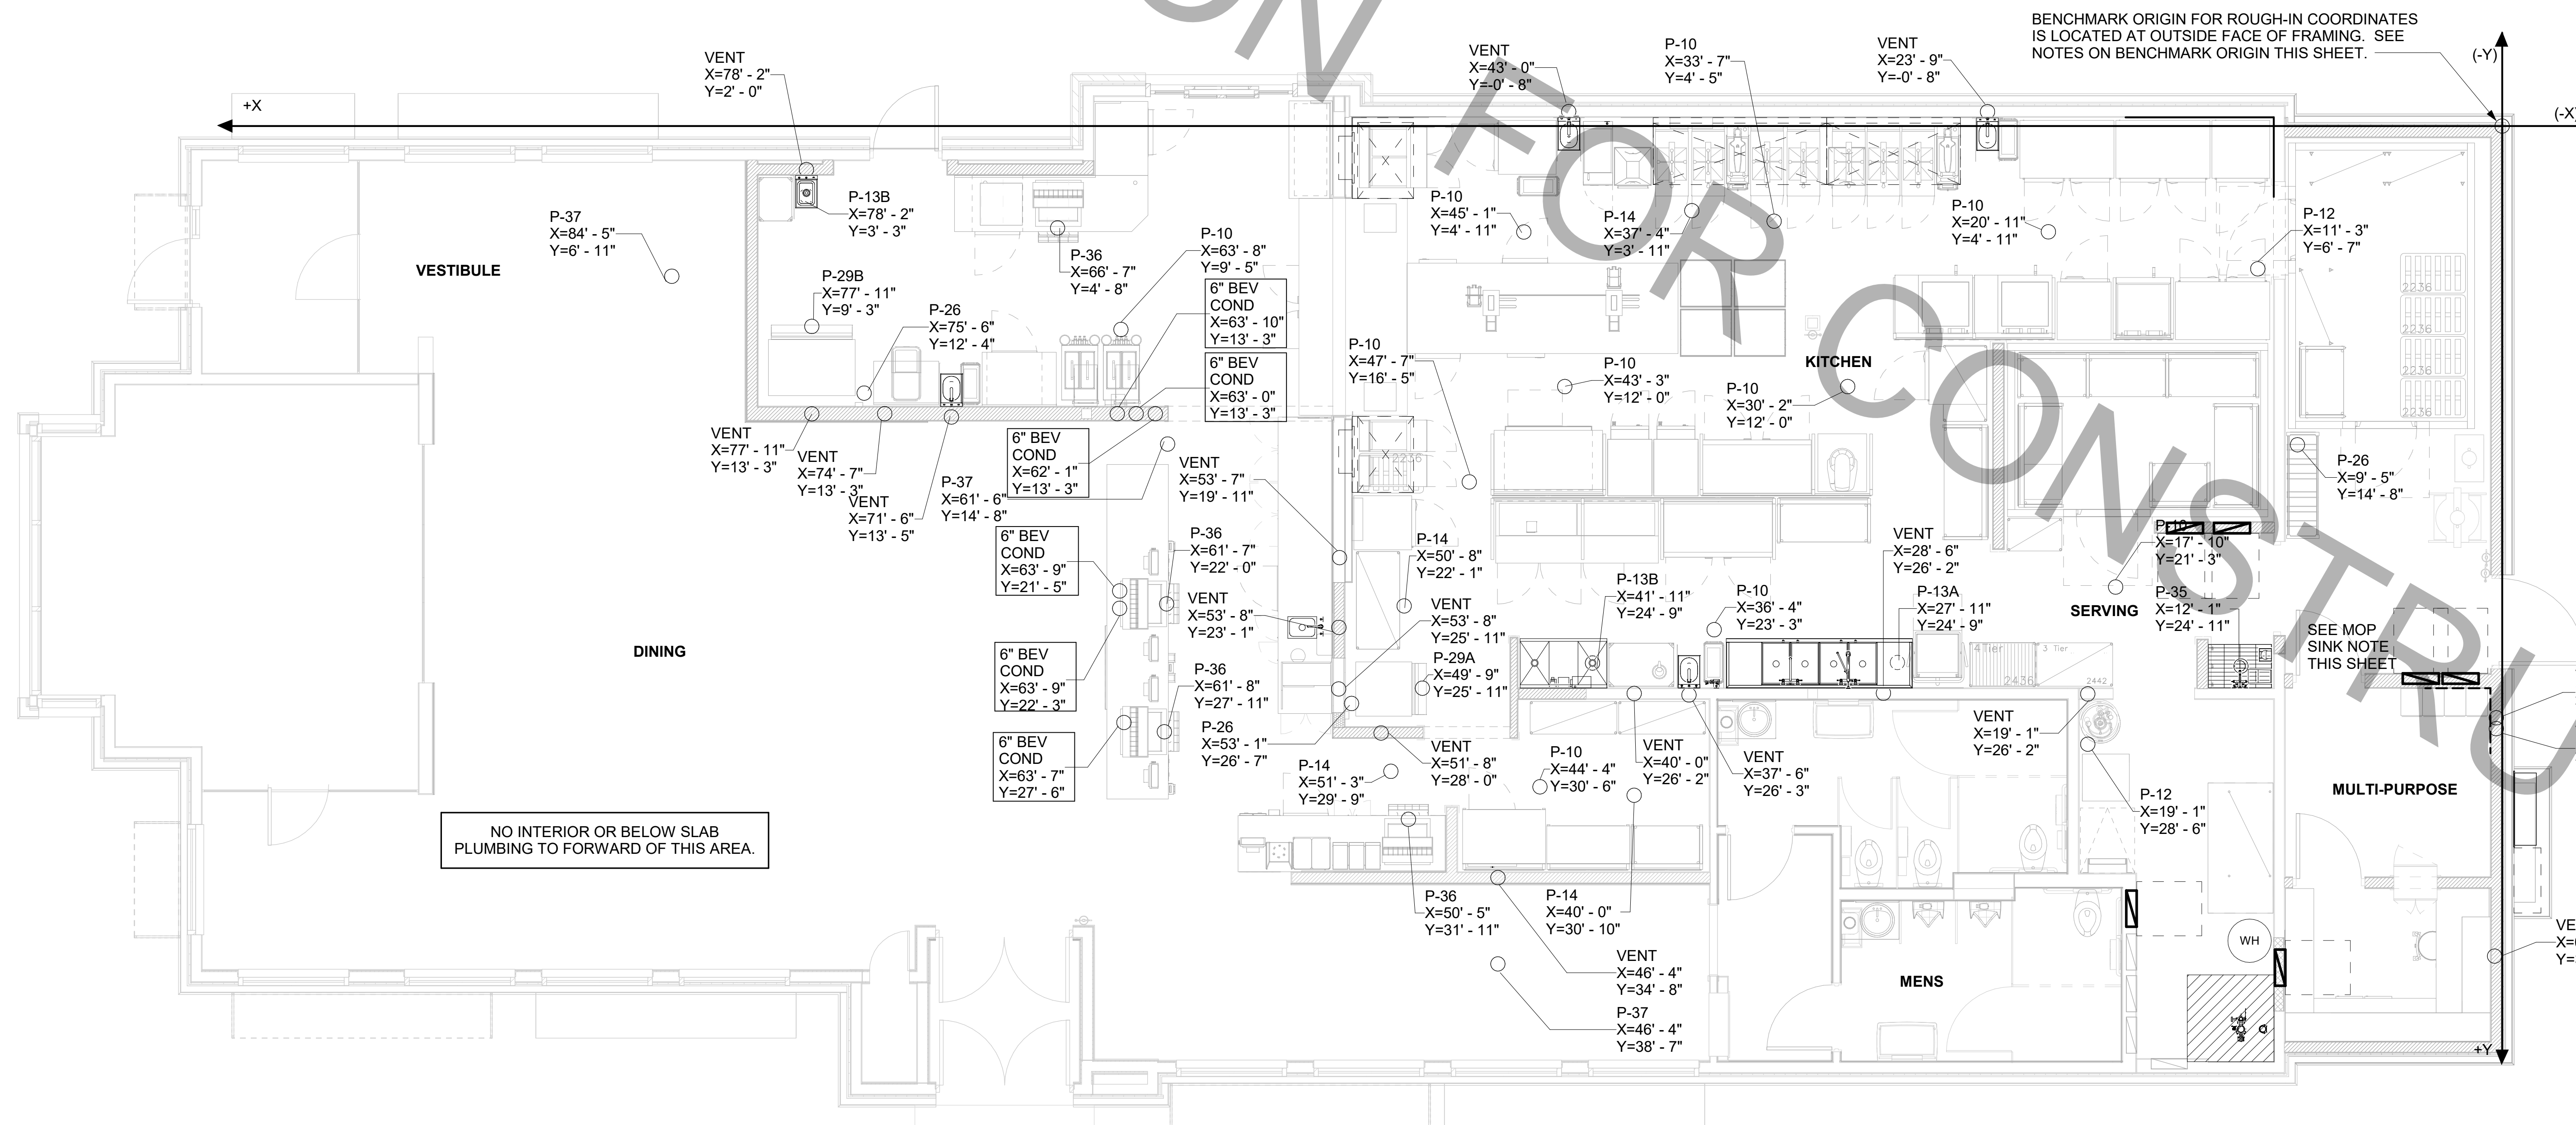 BENCHMARK ORIGIN FOR ROUGH-IN COORDINATES
IS LOCATED AT OUTSIDE FACE OF FRAMING. SEE
NOTES ON BENCHMARK ORIGIN THIS SHEET.
(-Y)
(-X)
+X
VENT
X=78' - 2"
Y=2' - 0"
VENT
X=43' - 0"
Y=-0' - 8"
P-10
X=33' - 7"
Y=4' - 5"
VENT
X=23' - 9"
Y=-0' - 8"
ON FOR CONSTRU
P-37
X=84' - 5"
Y=6' - 11"
VESTIBULE
P-13B
X=78' - 2"
Y=3' - 3"
P-36
X=66' - 7"
Y=4' - 8"
P-10
X=63' - 8"
Y=9' - 5"
P-10
X=45' - 1"
Y=4' - 11"
P-14
X=37' - 4"
Y=3' - 11"
P-10
X=20' - 11"
Y=4' - 11"
P-12
X=11' - 3"
Y=6' - 7"
P-29B
X=77' - 11"
Y=9' - 3"
P-26
X=75' - 6"
Y=12' - 4"
6" BEV
COND
X=63' - 10"
Y=13' - 3"
6" BEV
COND
X=63' - 0"
Y=13' - 3"
P-10
X=47' - 7"
Y=16' - 5"
P-10
X=43' - 3"
Y=12' - 0"
P-10
X=30' - 2"
Y=12' - 0"
KITCHEN
2236
2236
2236
2236
2236
VENT
X=77' - 11"
Y=13' - 3"
VENT
X=74' - 7"
Y=13' - 3"
VENT
X=71' - 6"
Y=13' - 5"
P-37
X=61' - 6"
Y=14' - 8"
6" BEV
COND
X=62' - 1"
Y=13' - 3"
VENT
X=53' - 7"
Y=19' - 11"
P-26
X=9' - 5"
Y=14' - 8"
6" BEV
COND
X=63' - 9"
Y=21' - 5"
P-36
X=61' - 7"
Y=22' - 0"
P-14
X=50' - 8"
Y=22' - 1"
VENT
X=28' - 6"
Y=26' - 2"
P-10
X=17' - 10"
Y=21' - 3"
P-13B
X=41' - 11"
Y=24' - 9"
P-10
X=36' - 4"
Y=23' - 3"
P-13A
X=27' - 11"
Y=24' - 9"
SERVING
P-35
X=12' - 1"
Y=24' - 11"
SEE MOP
SINK NOTE
THIS SHEET
VENT
X=53' - 8"
Y=23' - 1"
VENT
X=53' - 8"
Y=25' - 11"
P-29A
X=49' - 9"
Y=25' - 11"
4 Tier
3 Tier
2436
2442
DINING
6" BEV
COND
X=63' - 9"
Y=22' - 3"
P-36
X=61' - 8"
Y=27' - 11"
6" BEV
COND
X=63' - 7"
Y=27' - 6"
P-26
X=53' - 1"
Y=26' - 7"
P-14
X=51' - 3"
Y=29' - 9"
VENT
X=51' - 8"
Y=28' - 0"
P-10
X=44' - 4"
Y=30' - 6"
VENT
X=40' - 0"
Y=26' - 2"
VENT
X=37' - 6"
Y=26' - 3"
VENT
X=19' - 1"
Y=26' - 2"
P-12
X=19' - 1"
Y=28' - 6"
MULTI-PURPOSE
NO INTERIOR OR BELOW SLAB
PLUMBING TO FORWARD OF THIS AREA.
P-36
X=50' - 5"
Y=31' - 11"
P-14
X=40' - 0"
Y=30' - 10"
VENT
X=46' - 4"
Y=34' - 8"
P-37
X=46' - 4"
Y=38' - 7"
MENS
WH
+Y